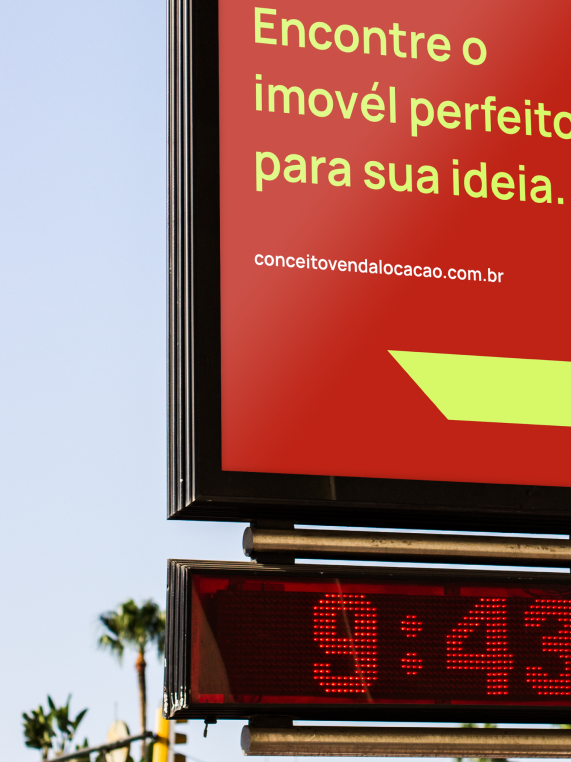 Encontre o
imovél perfeito
para sua ideia.
conceitovendalocacao.com.br
9:43